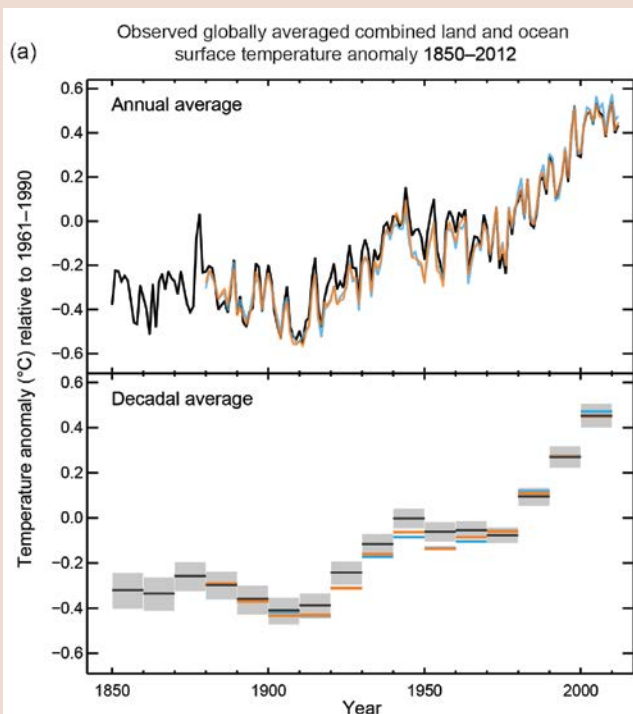 Observed globally averaged combined land and ocean
(a) surface temperature anomaly 1850–2012
Temperature anomaly (°C) relative to 1961–1990
Annual average
0.6
0.4
0.2
0.0
−0.2
−0.4
−0.6
Decadal average
0.6
0.4
0.2
0.0
−0.2
−0.4
−0.6
1850 1900 1950 2000
Year